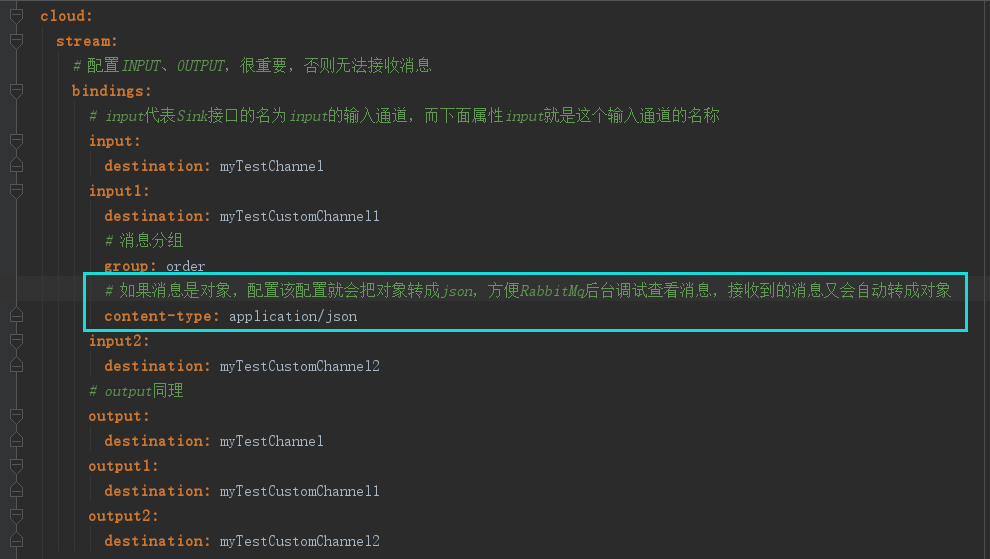 cloud:
stream:
# 配置INPUT、OUTPUT，很重要，否则无法接收消息
bindings:
# input代表Sink接口的名为input的输入通道，而下面属性input就是这个输入通道的名称
input:
destination: myTestChannel
input1:
destination: myTestCustomChannel1
# 消息分组
group: order
# 如果消息是对象，配置该配置就会把对象转成json，方便RabbitMq后台调试查看消息，接收到的消息又会自动转成对象
content-type: application/json
input2:
destination: myTestCustomChannel2
# output同理
output:
destination: myTestChannel
output1:
destination: myTestCustomChannel1
output2:
destination: myTestCustomChannel2